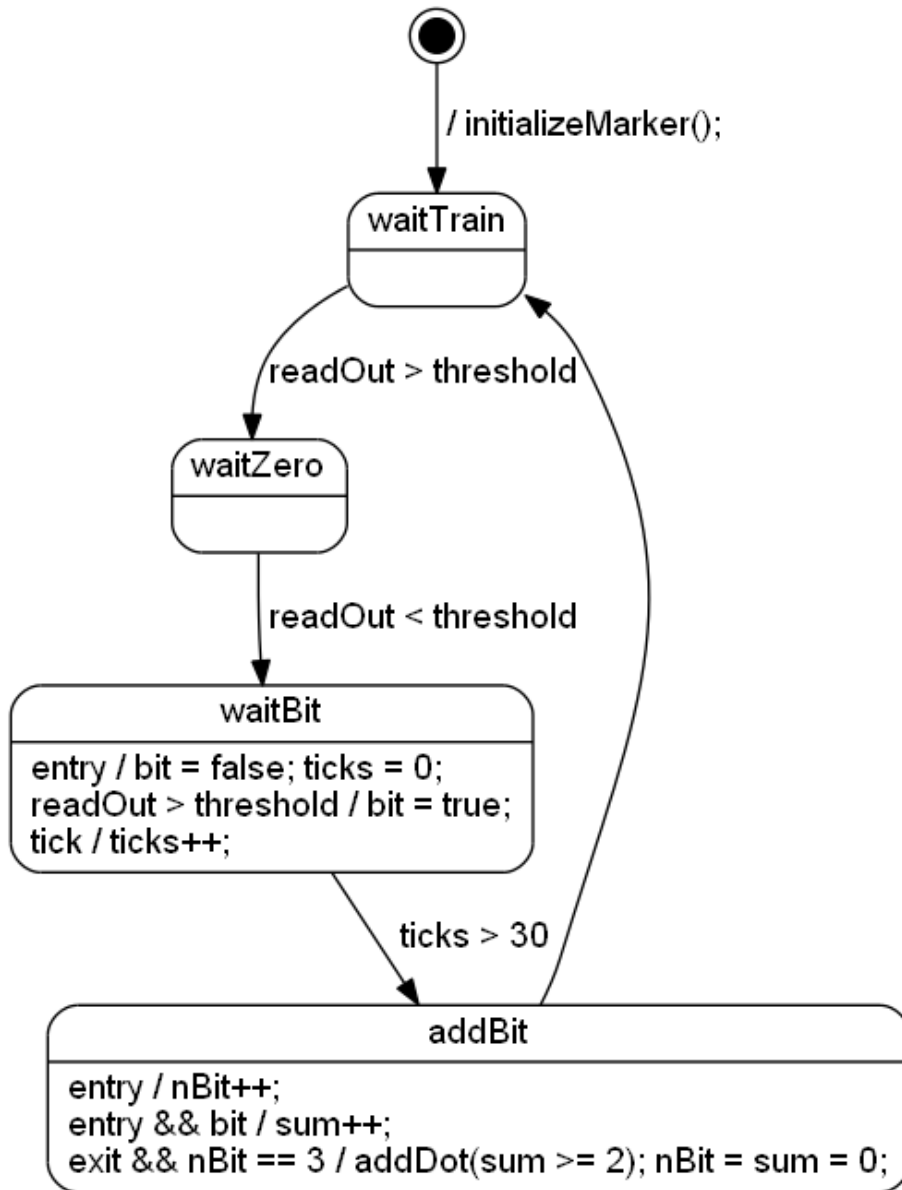 / initializeMarker();
waitTrain
readOut > threshold
waitZero
readOut < threshold
waitBit
entry / bit = false; ticks = 0;
readOut > threshold / bit = true;
tick / ticks++;
ticks > 30
addBit
entry / nBit++;
entry && bit / sum++;
exit && nBit == 3 / addDot(sum >= 2); nBit = sum = 0;